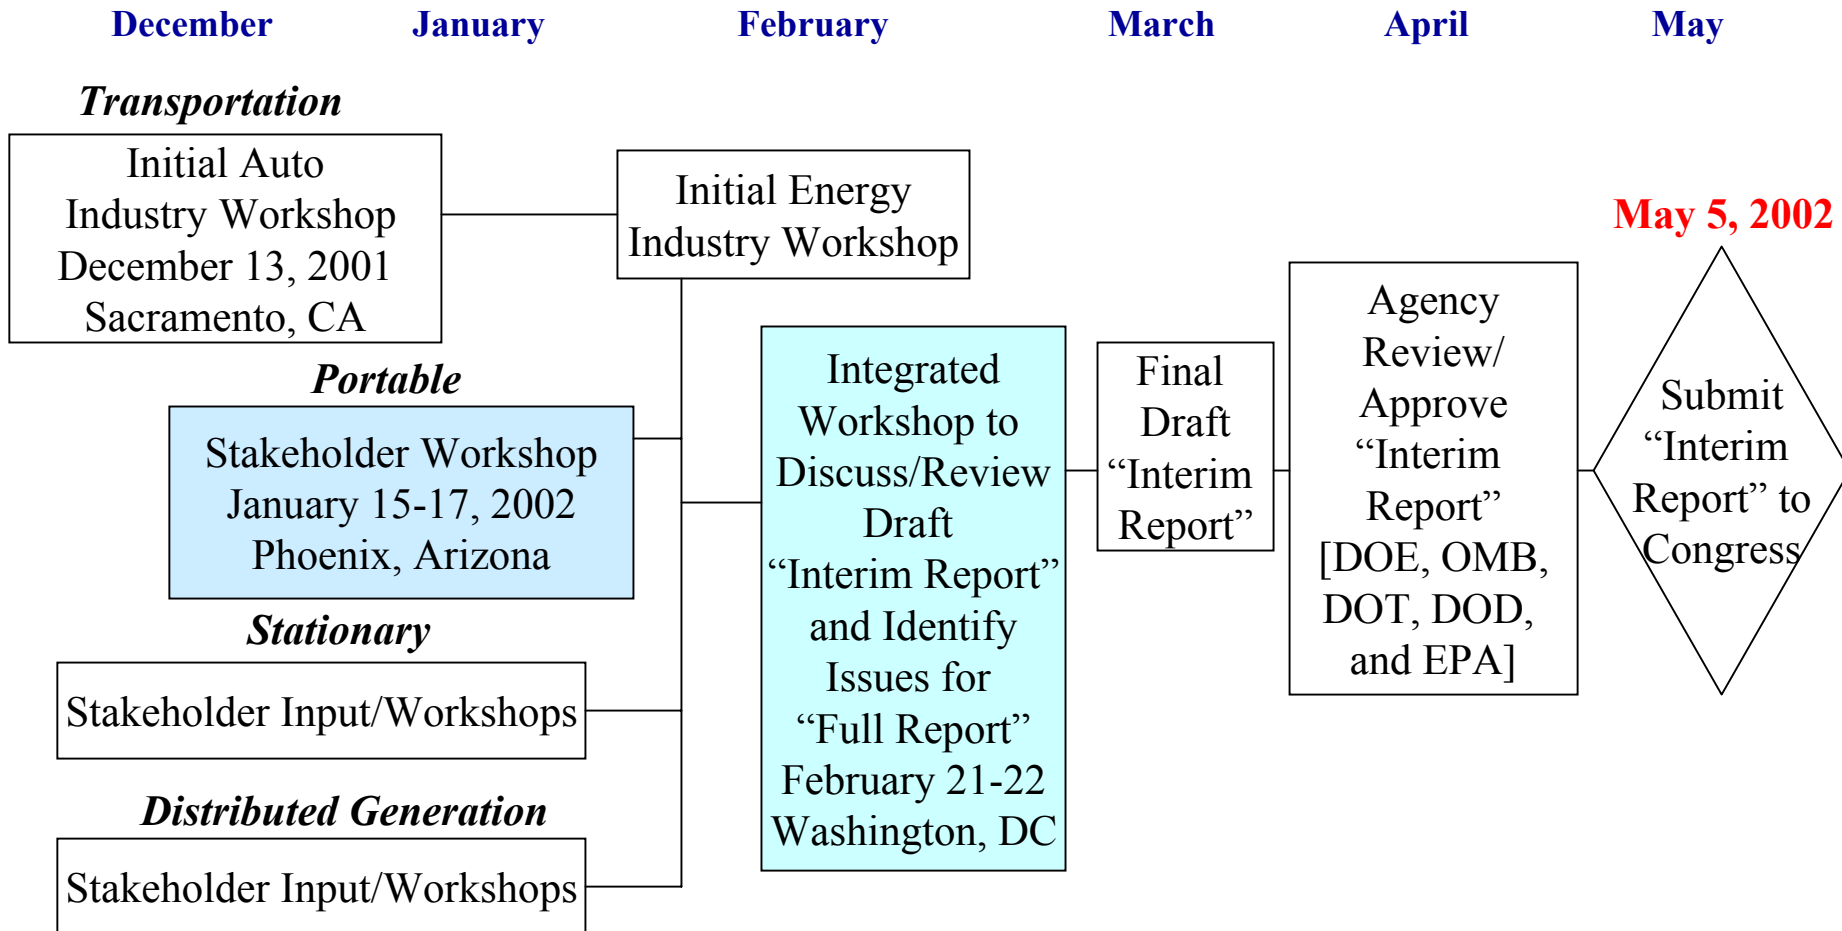 December January February March April May
Transportation
Initial Auto
Industry Workshop
December 13, 2001
Sacramento, CA
Initial Energy
Industry Workshop
Portable
Stakeholder Workshop
January 15-17, 2002
Phoenix, Arizona
Stationary
Stakeholder Input/Workshops
Distributed Generation
Stakeholder Input/Workshops
Integrated
Workshop to
Discuss/Review
Draft
“Interim Report”
and Identify
Issues for
“Full Report”
February 21-22
Washington, DC
Final
Draft
“Interim
Report”
Agency
Review/
Approve
“Interim
Report”
[DOE, OMB,
DOT, DOD,
and EPA]
May 5, 2002
Submit
“Interim
Report” to
Congress